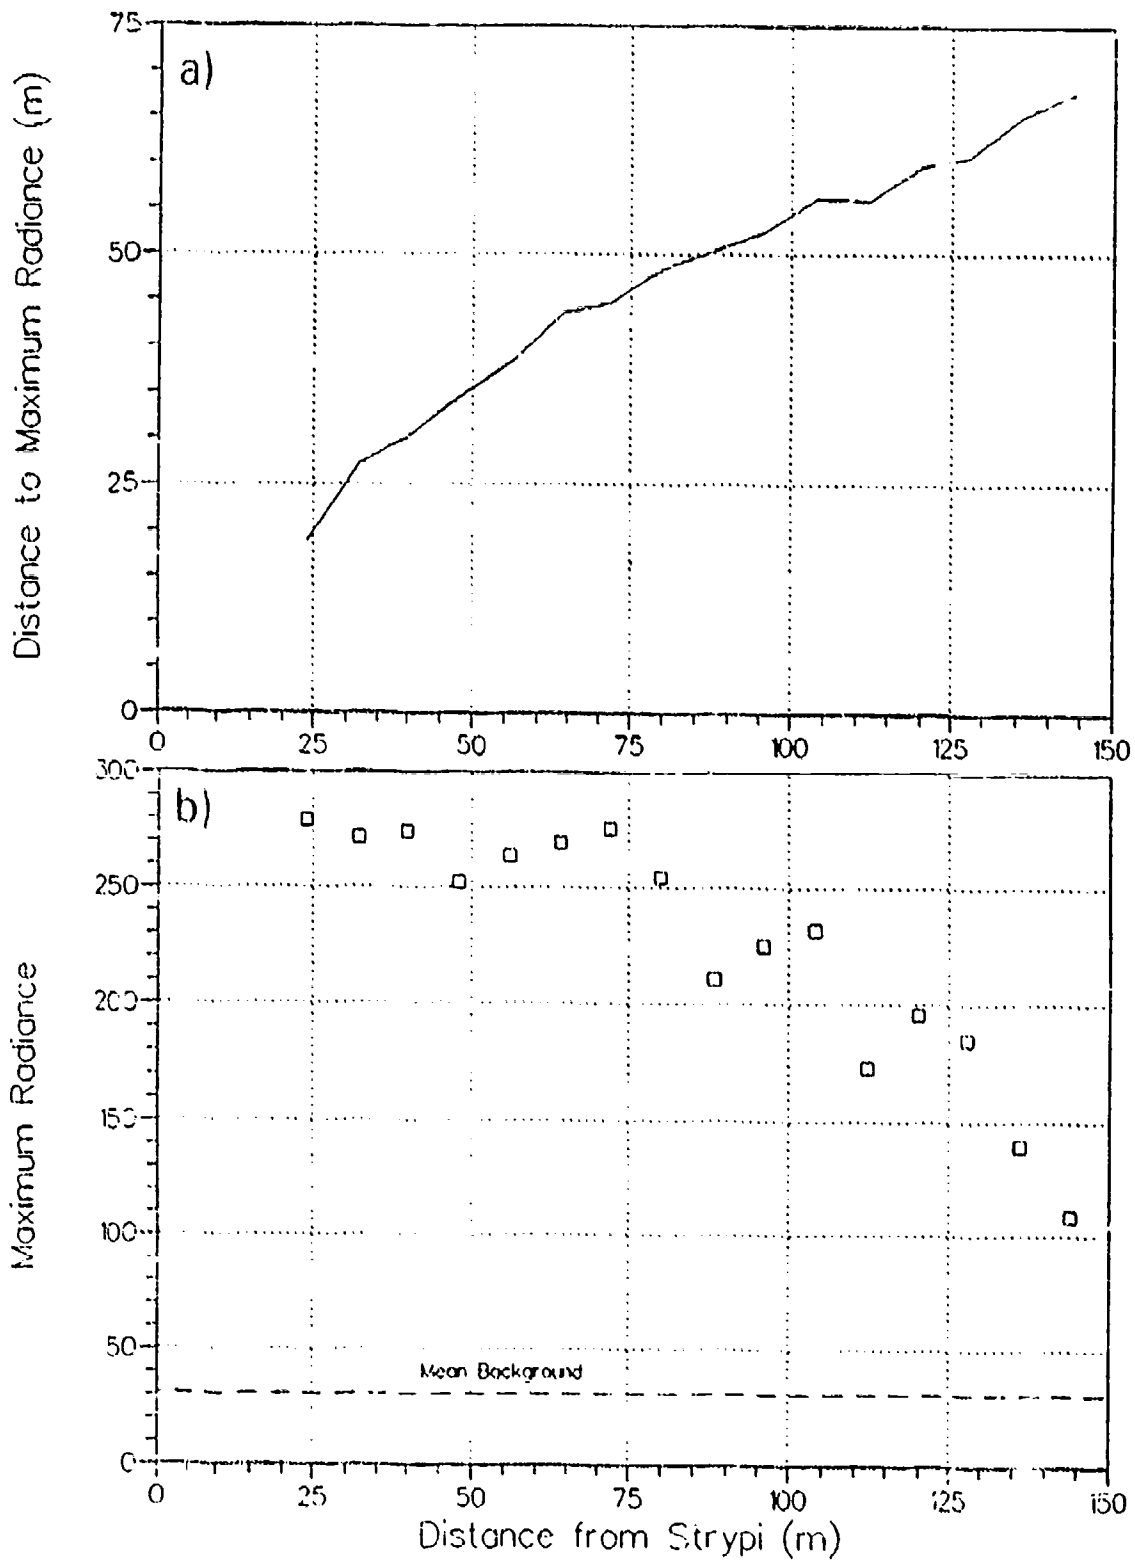 a)
Distance to Maximum Radiance (m)
75
50
25
0
0 25 50 75 100 125 150
b)
Maximum Radiance
300
250
200
150
100
50
0
Mean Background
0 25 50 75 100 125 150
Distance from Strypi (m)